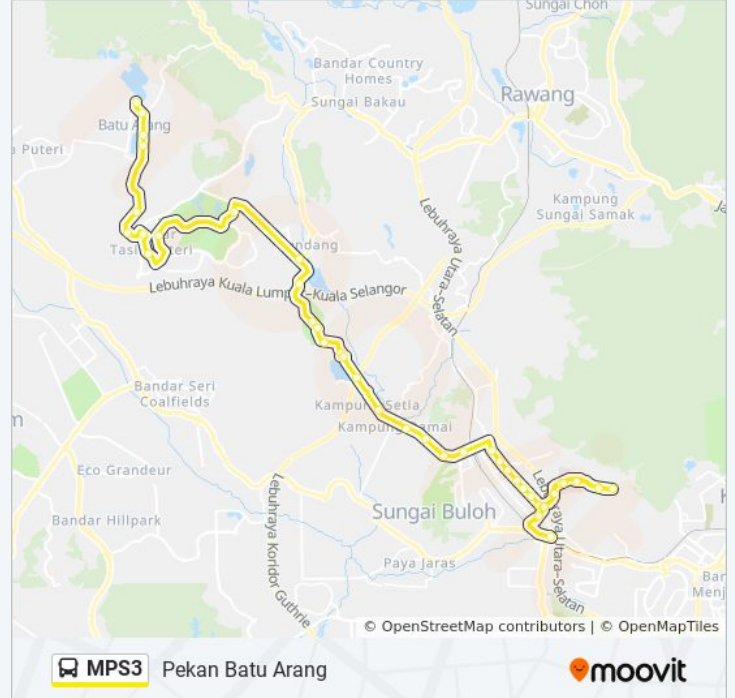 Sungai Choh
Bandar Country
Homes
Sungai Bakau
Rawang
Batu Arang
Puteri
Kampung
Sungai Samak
Lebuhraya Utara–Selatan
Lebuhraya Kuala Lumpur–Kuala Selangor
Bandar Seri
Coalfields
Kampung Setia
Eco Grandeur
Sungai Buloh
Bandar Hillpark
Lebuhraya Koridor Guthrie
Paya Jaras
Lebuhraya Utara–Selatan
© OpenStreetMap contributors | © OpenMapTiles
MPS3 Pekan Batu Arang
moovit